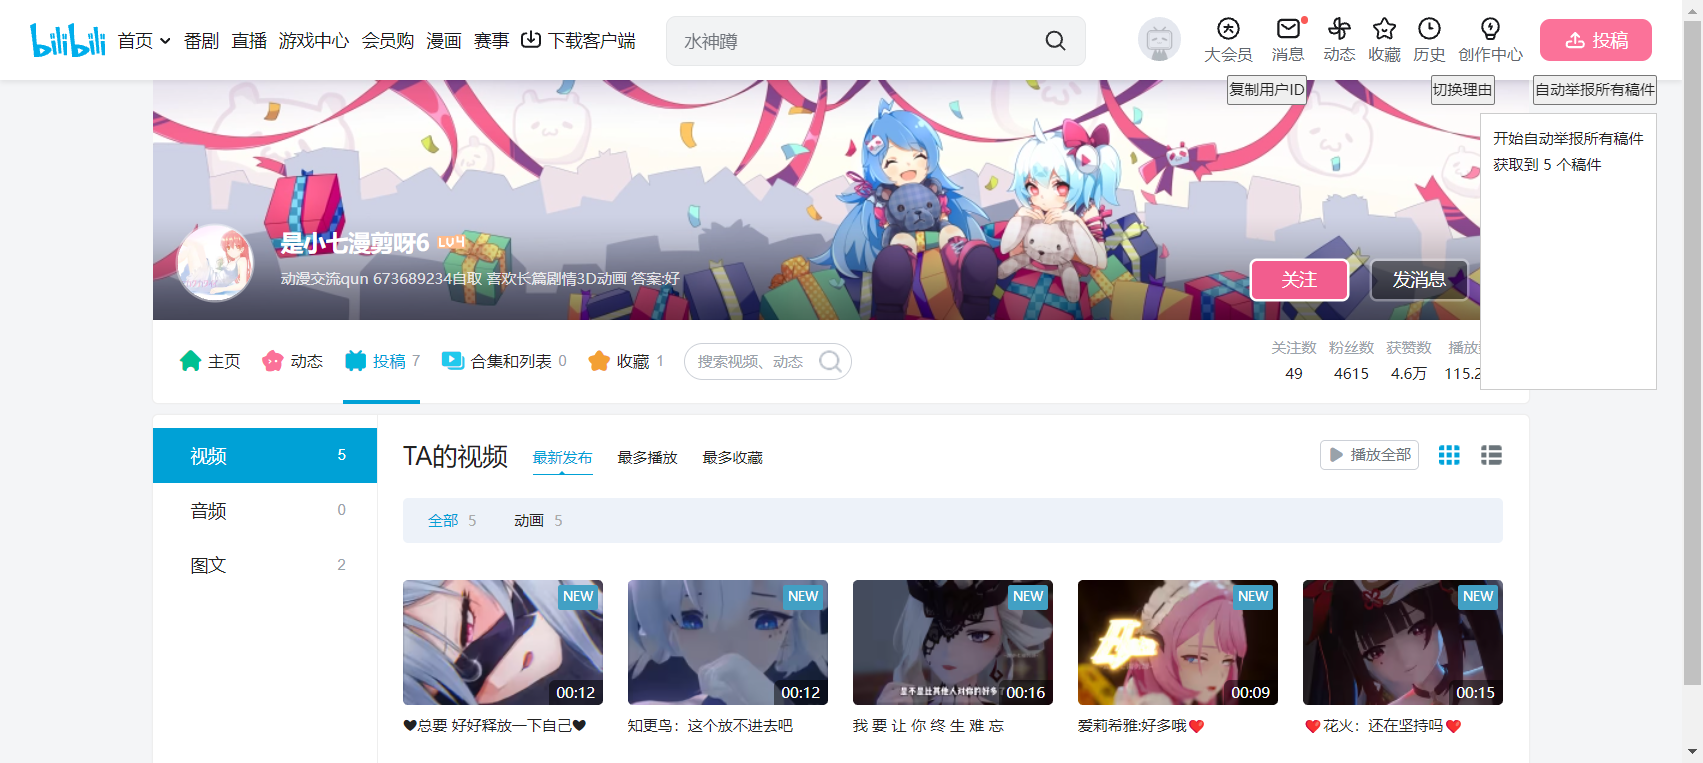 bilibili 首页 番剧 直播 游戏中心 会员购 漫画 赛事 下载客户端 水神蹲 大会员 消息 动态 收藏 历史 创作中心 投稿
复制用户ID 切换理由 自动举报所有稿件
开始自动举报所有稿件
获取到 5 个稿件
是小七漫剪呀6 LV4
动漫交流qun 673689234自取 喜欢长篇剧情3D动画 答案:好
关注 发消息
主页 动态 投稿 7 合集和列表 0 收藏 1 搜索视频、动态
关注数 粉丝数 获赞数 播放
49 4615 4.6万 115.2
视频 5
音频 0
图文 2
TA的视频 最新发布 最多播放 最多收藏 播放全部
全部 5 动画 5
NEW NEW NEW NEW NEW
是不是比其他人对你的好多了
00:12 00:12 00:16 00:09 00:15
♥总要 好好释放一下自己♥
知更鸟：这个放不进去吧
我 要 让 你 终 生 难 忘
爱莉希雅:好多哦❤️
❤️花火：还在坚持吗❤️